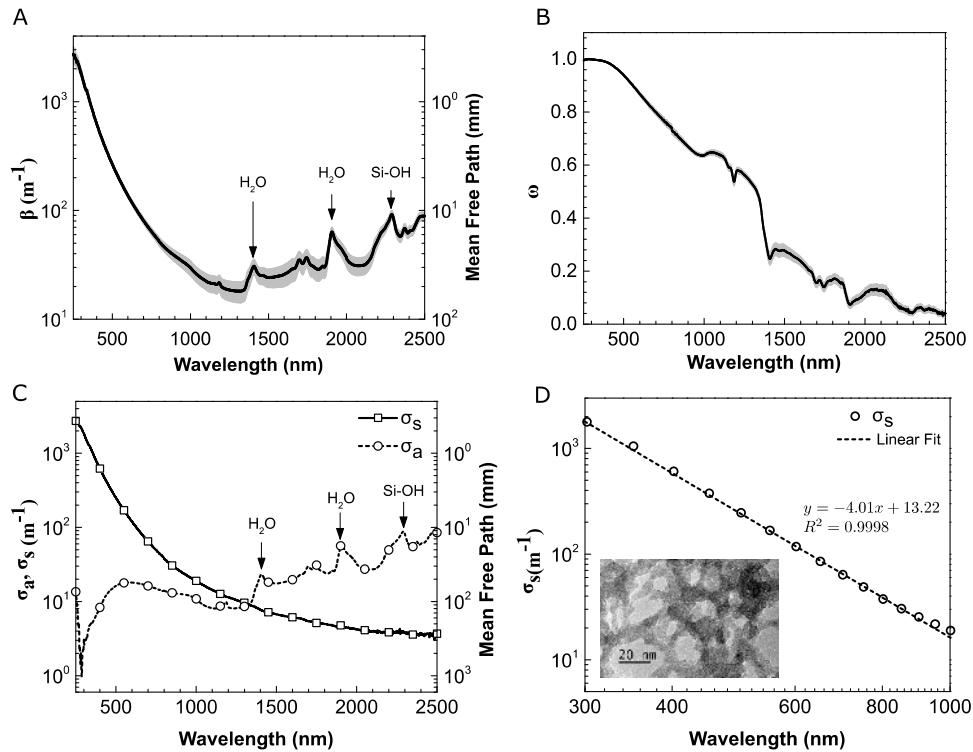 A
10³
10²
10¹
β (m⁻¹)
10⁰
10¹
10²
Mean Free Path (mm)
H₂O
H₂O
Si-OH
500 1000 1500 2000 2500
Wavelength (nm)
B
1.0
0.8
0.6
0.4
0.2
0.0
ω
500 1000 1500 2000 2500
Wavelength (nm)
C
10³
10²
10¹
10⁰
σₐ, σₛ (m⁻¹)
10⁰
10¹
10²
10³
Mean Free Path (mm)
σₛ
σₐ
H₂O
H₂O
Si-OH
500 1000 1500 2000 2500
Wavelength (nm)
D
10³
10²
10¹
σₛ(m⁻¹)
σₛ
Linear Fit
y = −4.01x + 13.22
R² = 0.9998
20 nm
300 400 600 800 1000
Wavelength (nm)